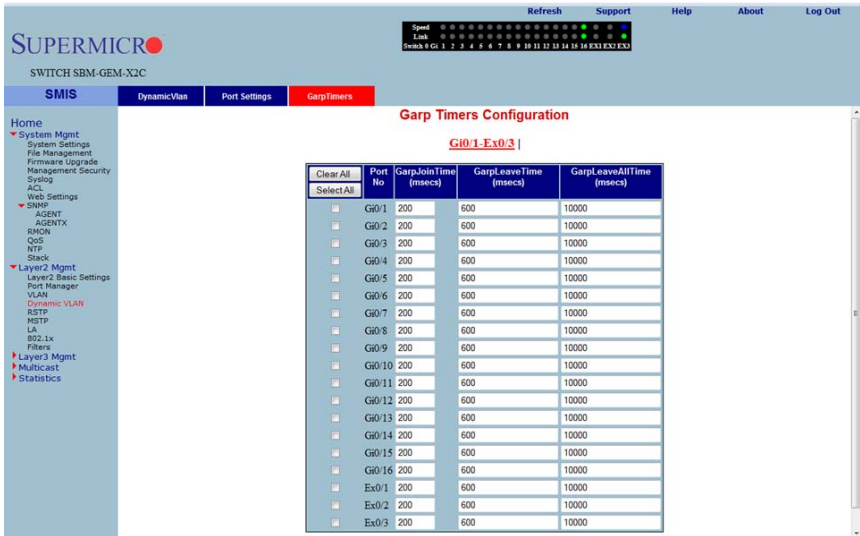 Refresh Support Help About Log Out
Speed
Link
Switch 0 Gi 1 2 3 4 5 6 7 8 9 10 11 12 13 14 15 16 EX1 EX2 EX3
SUPERMICRO
SWITCH SBM-GEM-X2C
SMIS
DynamicVlan Port Settings GarpTimers
Home
System Mgmt
System Settings
File Management
Firmware Upgrade
Management Security
Syslog
ACL
Web Settings
SNMP
AGENT
AGENTX
RMON
QoS
NTP
Stack
Layer2 Mgmt
Layer2 Basic Settings
Port Manager
VLAN
Dynamic VLAN
RSTP
MSTP
LA
802.1x
Filters
Layer3 Mgmt
Multicast
Statistics
Garp Timers Configuration
Gi0/1-Ex0/3 |
Clear All
Select All
Port No
GarpJoinTime (msecs)
GarpLeaveTime (msecs)
GarpLeaveAllTime (msecs)
Gi0/1 200 600 10000
Gi0/2 200 600 10000
Gi0/3 200 600 10000
Gi0/4 200 600 10000
Gi0/5 200 600 10000
Gi0/6 200 600 10000
Gi0/7 200 600 10000
Gi0/8 200 600 10000
Gi0/9 200 600 10000
Gi0/10 200 600 10000
Gi0/11 200 600 10000
Gi0/12 200 600 10000
Gi0/13 200 600 10000
Gi0/14 200 600 10000
Gi0/15 200 600 10000
Gi0/16 200 600 10000
Ex0/1 200 600 10000
Ex0/2 200 600 10000
Ex0/3 200 600 10000